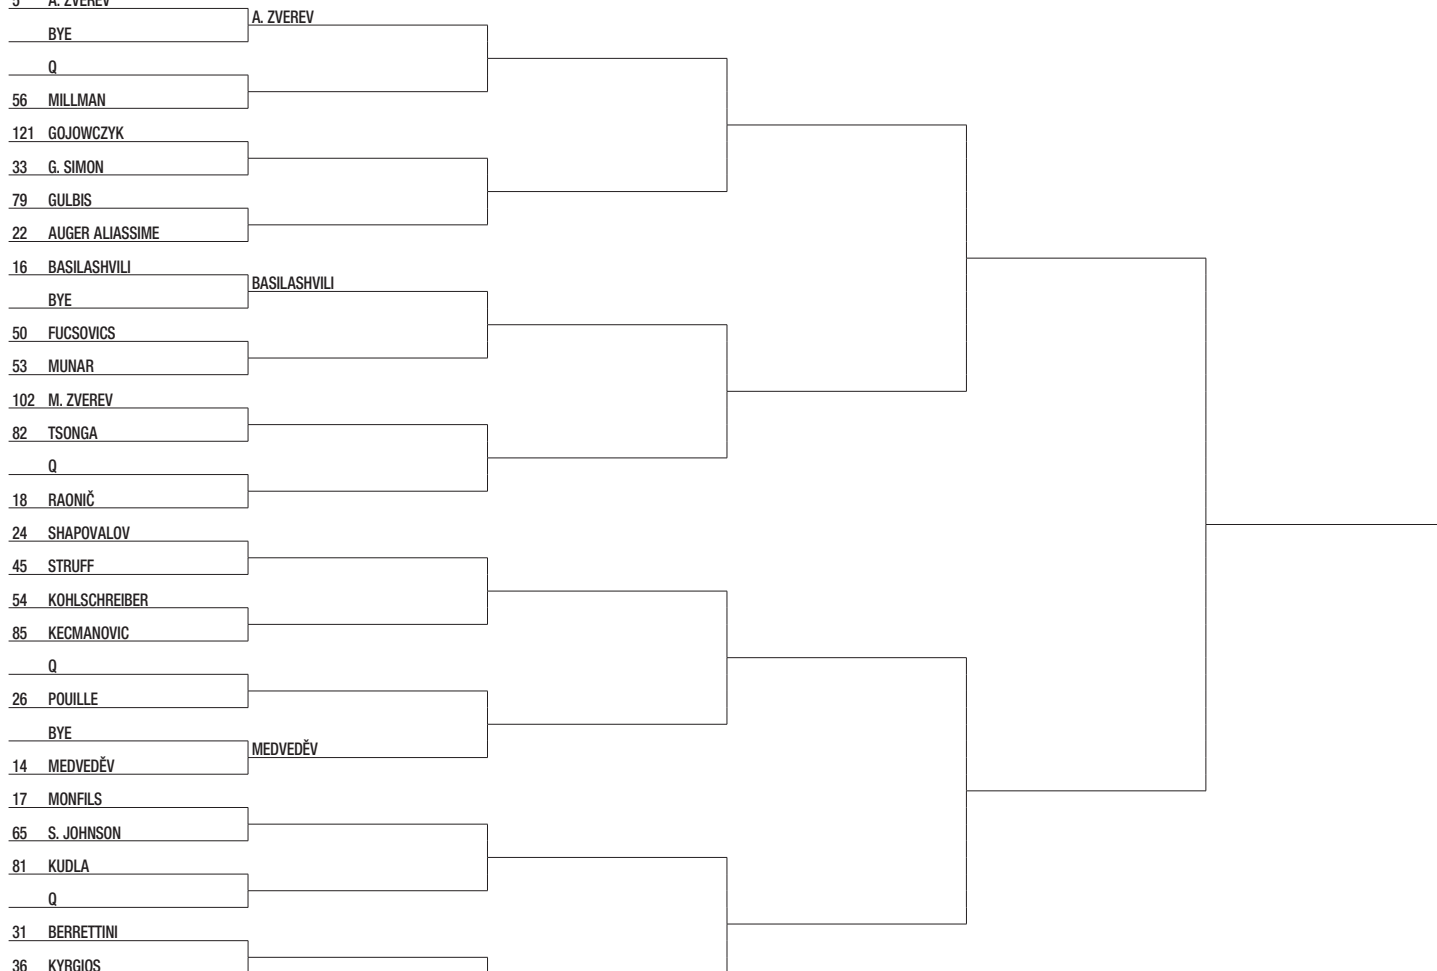 5 A. ZVEREV
A. ZVEREV
BYE
Q
56 MILLMAN
121 GOJOWCZYK
33 G. SIMON
79 GULBIS
22 AUGER ALIASSIME
16 BASILASHVILI
BASILASHVILI
BYE
50 FUCSOVICS
53 MUNAR
102 M. ZVEREV
82 TSONGA
Q
18 RAONIČ
24 SHAPOVALOV
45 STRUFF
54 KOHLSCHREIBER
85 KECMANOVIC
Q
26 POUILLE
BYE
MEDVEDĚV
14 MEDVEDĚV
17 MONFILS
65 S. JOHNSON
81 KUDLA
Q
31 BERRETTINI
36 KYRGIOS